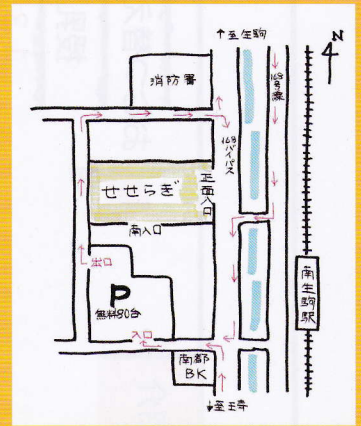 ↑至生駒
N
消防署
168号線
168バイパス
せせらぎ
正面入口
南入口
出口
P
無料80台
入口
南都
BK
南生駒駅
↓至王寺